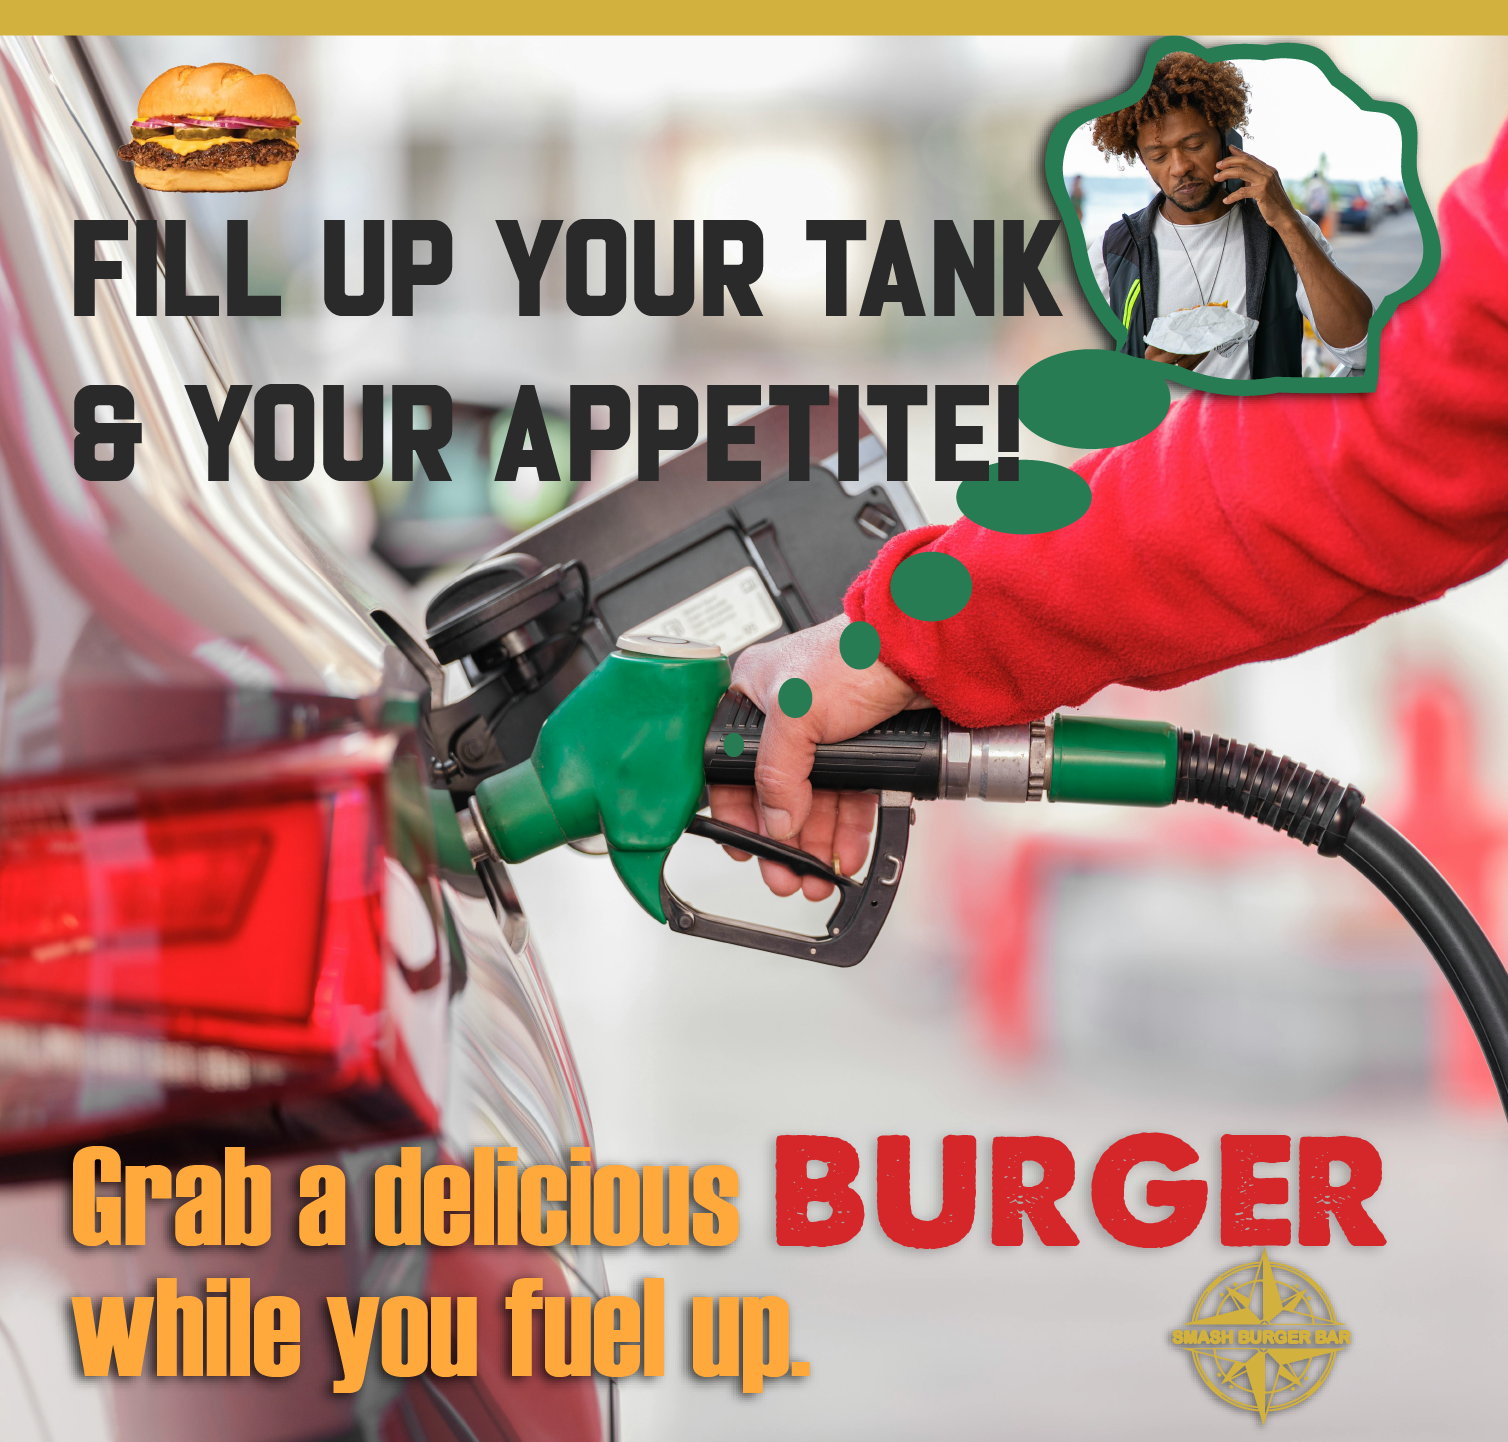 FILL UP YOUR TANK
& YOUR APPETITE!
Grab a delicious BURGER
while you fuel up.
SMASH BURGER BAR